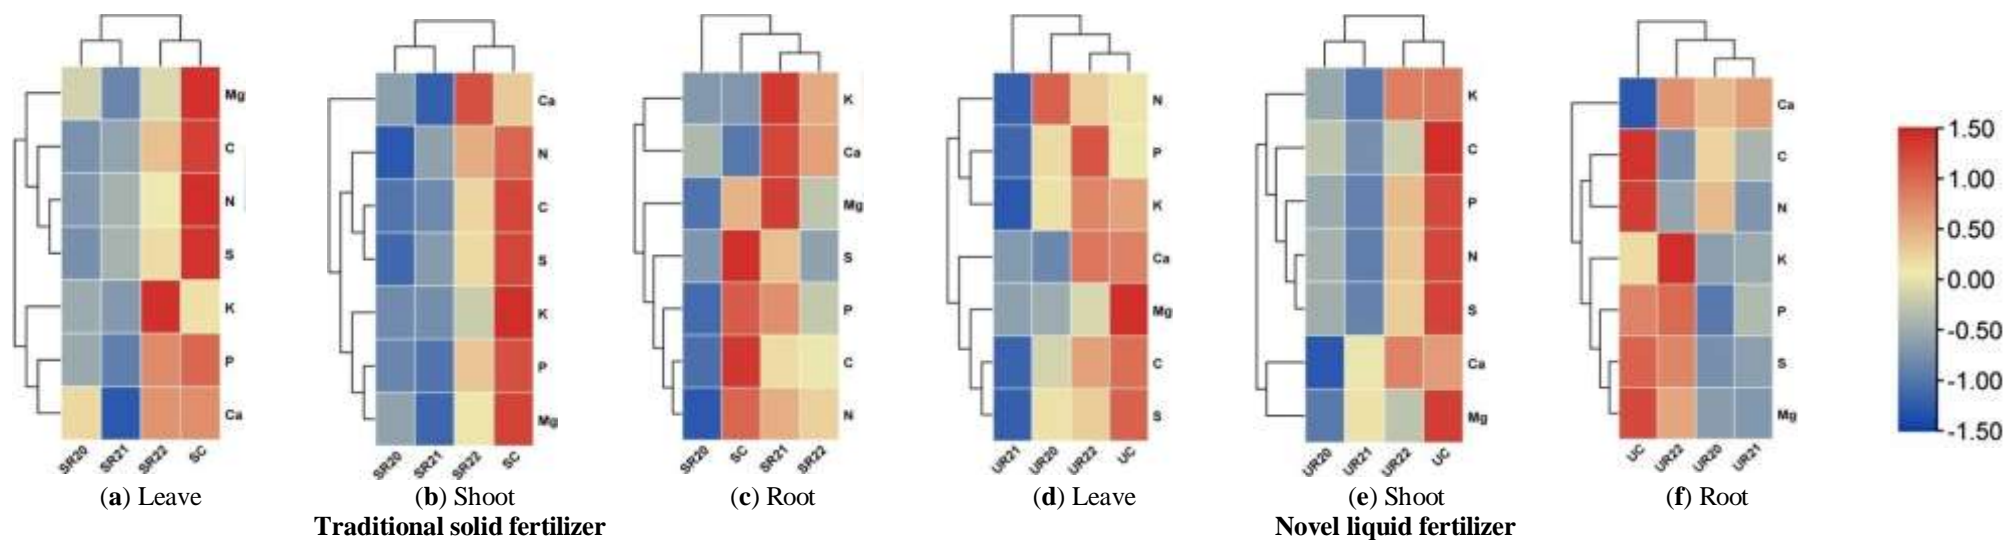 Mg
C
N
S
K
P
Ca
SR20 SR21 SR22 SC
(a) Leave
Ca
N
C
S
K
P
Mg
SR20 SR21 SR22 SC
(b) Shoot
K
Ca
Mg
S
P
C
N
SR20 SC SR21 SR22
(c) Root
Traditional solid fertilizer
N
P
K
Ca
Mg
C
S
UR21 UR20 UR22 UC
(d) Leave
K
C
P
N
S
Ca
Mg
UR20 UR21 UR22 UC
(e) Shoot
Ca
C
N
K
P
S
Mg
UC UR22 UR20 UR21
(f) Root
Novel liquid fertilizer
1.50
1.00
0.50
0.00
-0.50
-1.00
-1.50